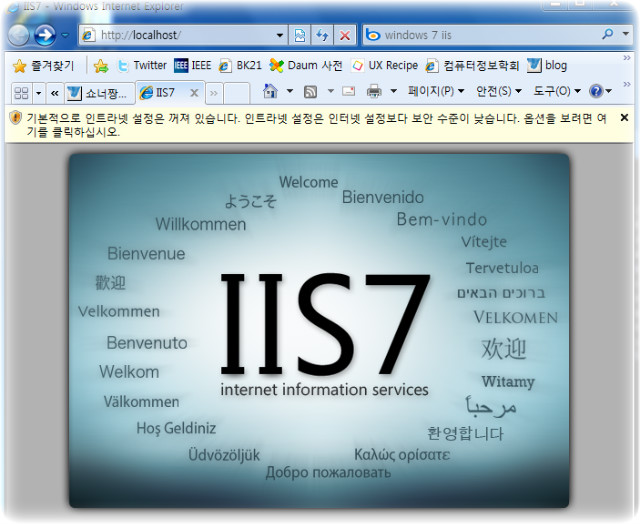 IIS7 - Windows Internet Explorer
http://localhost/
windows 7 iis
즐겨찾기 Twitter IEEE IEEE BK21 Daum 사전 UX Recipe 컴퓨터정보학회 blog
쇼너짱... IIS7 페이지(P) 안전(S) 도구(O)
기본적으로 인트라넷 설정은 꺼져 있습니다. 인트라넷 설정은 인터넷 설정보다 보안 수준이 낮습니다. 옵션을 보려면 여
기를 클릭하십시오.
Welcome
ようこそ
Bienvenido
Willkommen
Bem-vindo
Bienvenue
Vítejte
歡迎
Tervetuloa
Velkommen
ברוכים הבאים
VELKOMEN
Benvenuto
欢迎
Welkom
Witamy
Välkommen
مرحباً
Hoş Geldiniz
환영합니다
Üdvözöljük
Καλώς ορίσατε
Добро пожаловать
IIS7
internet information services